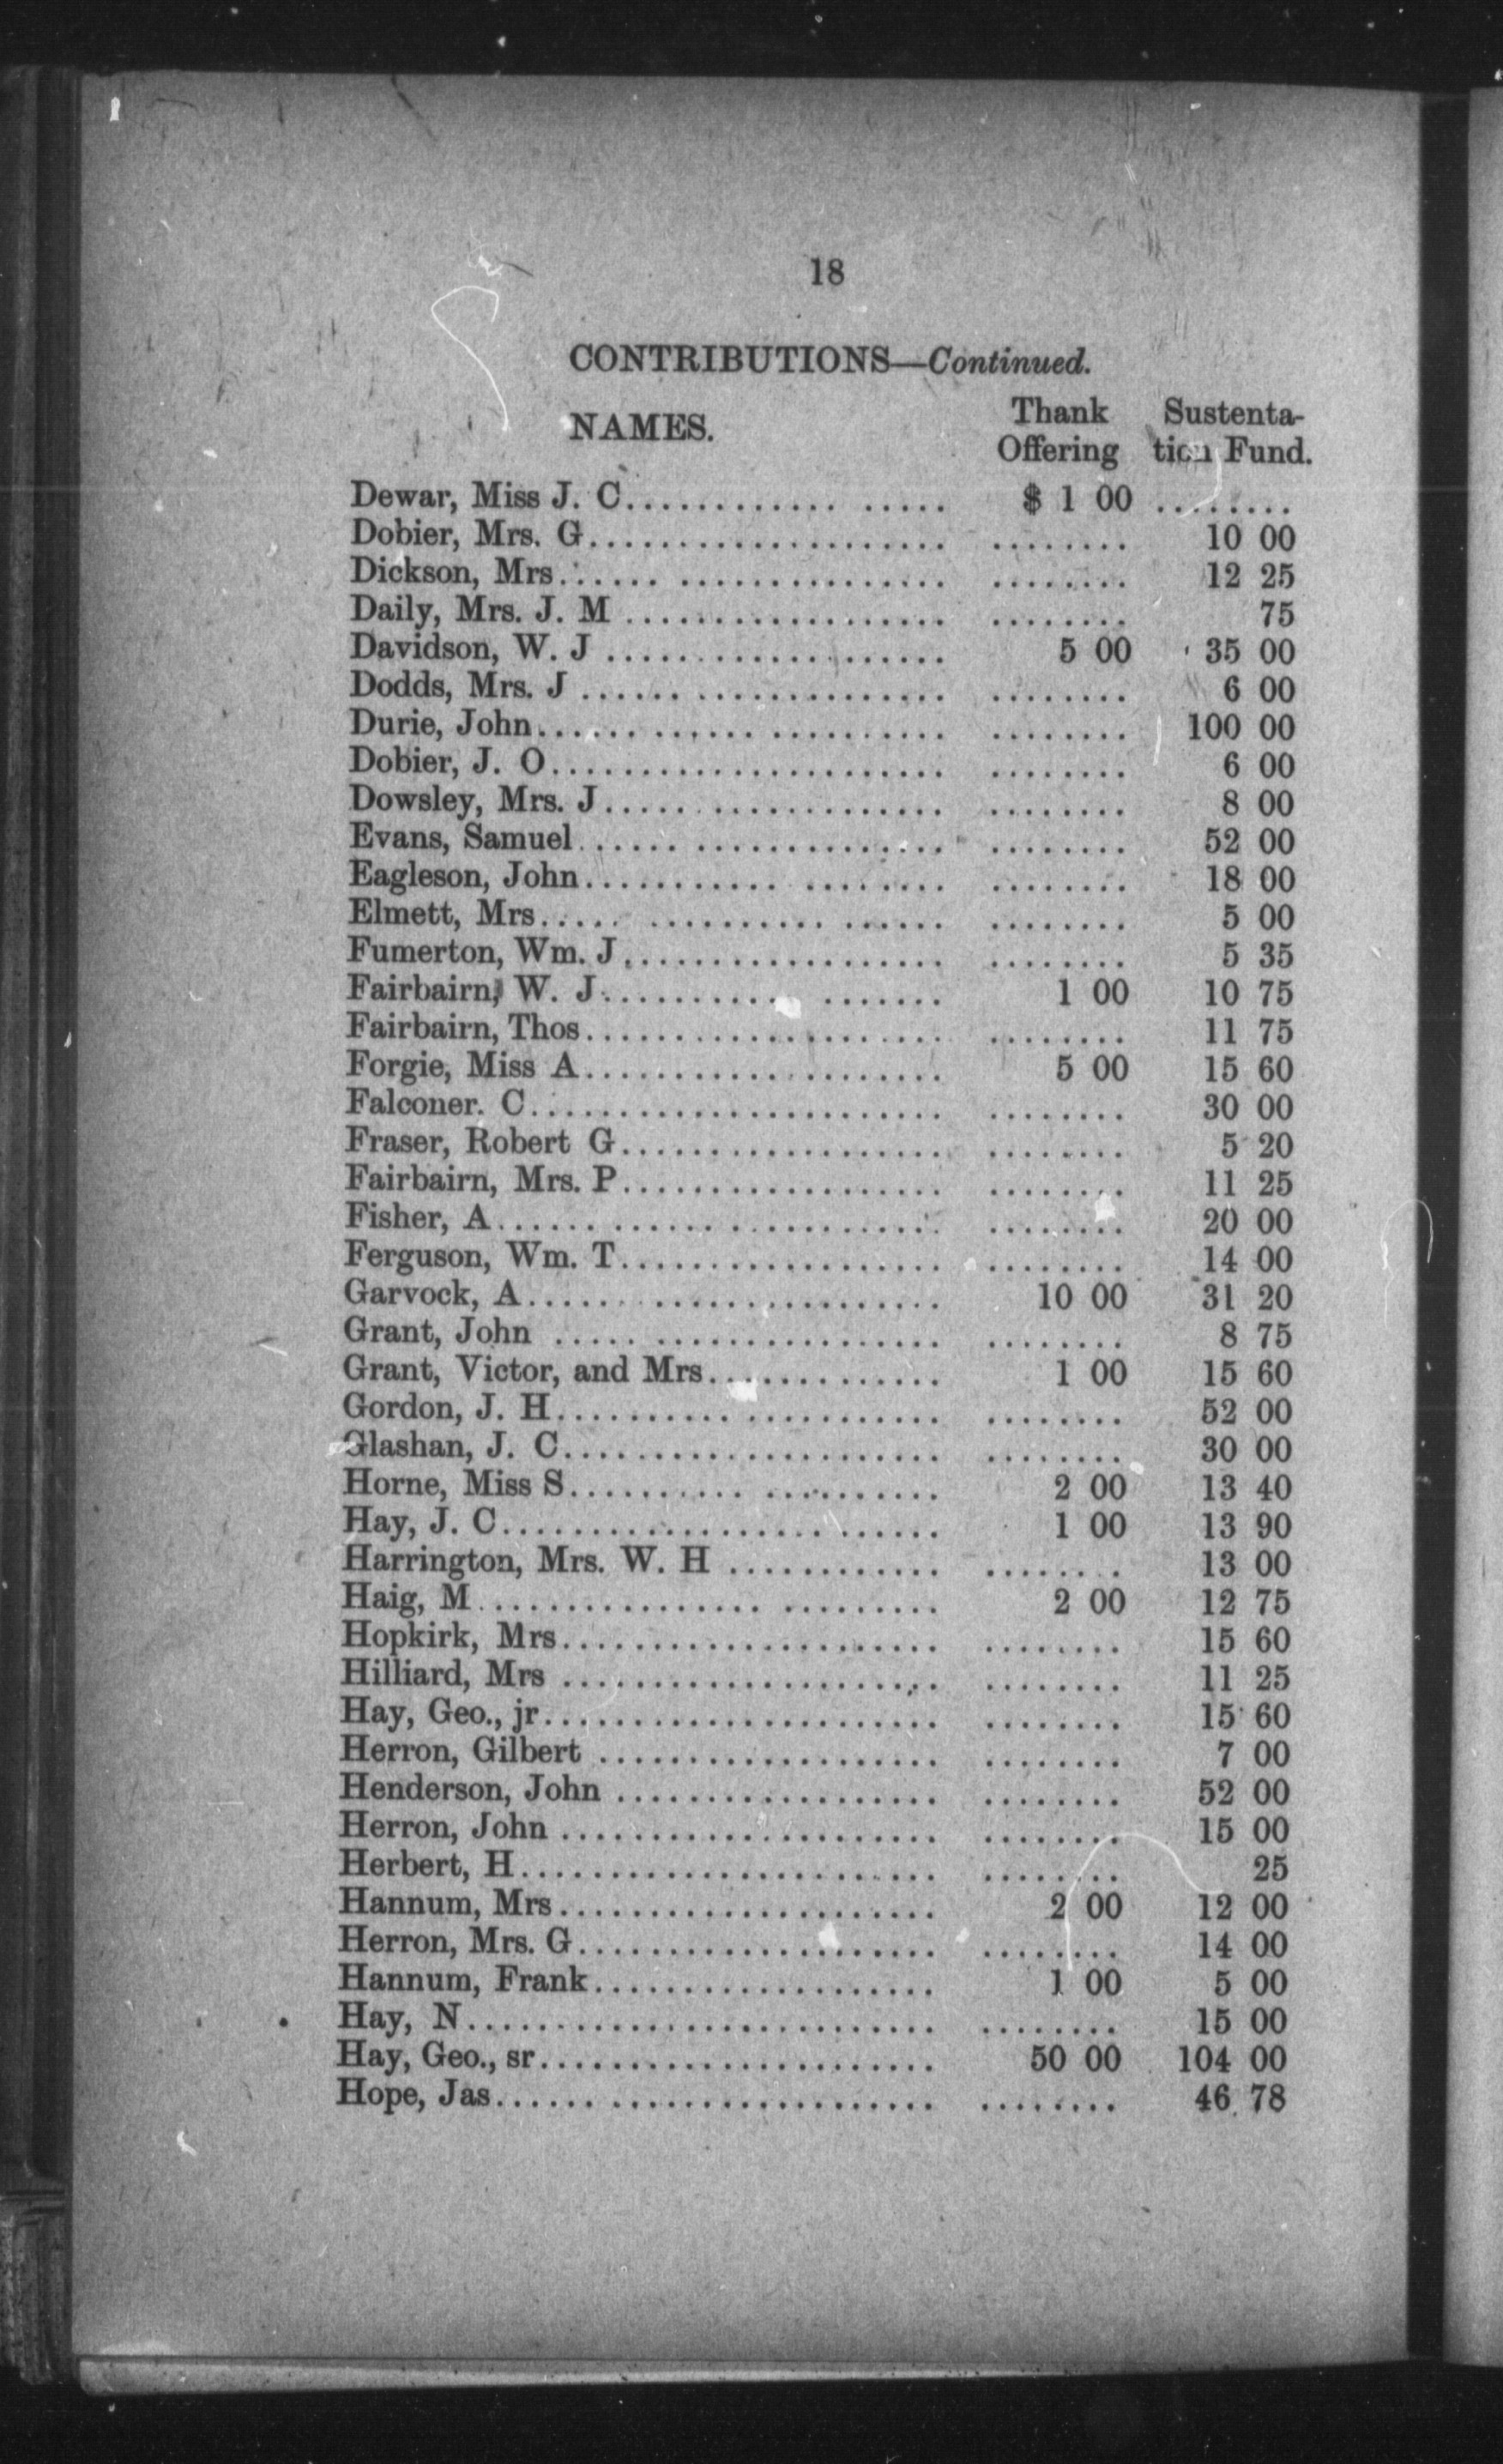 18
CONTRIBUTIONS—Continued.
NAMES. Thank Offering Sustenta-tion Fund.
Dewar, Miss J. C. $ 1 00
Dobier, Mrs. G. 10 00
Dickson, Mrs. 12 25
Daily, Mrs. J. M 75
Davidson, W. J 5 00 35 00
Dodds, Mrs. J 6 00
Durie, John 100 00
Dobier, J. O. 6 00
Dowsley, Mrs. J. 8 00
Evans, Samuel 52 00
Eagleson, John 18 00
Elmett, Mrs. 5 00
Fumerton, Wm. J 5 35
Fairbairn, W. J. 1 00 10 75
Fairbairn, Thos. 11 75
Forgie, Miss A. 5 00 15 60
Falconer. C. 30 00
Fraser, Robert G. 5 20
Fairbairn, Mrs. P. 11 25
Fisher, A. 20 00
Ferguson, Wm. T. 14 00
Garvock, A. 10 00 31 20
Grant, John 8 75
Grant, Victor, and Mrs. 1 00 15 60
Gordon, J. H. 52 00
Glashan, J. C. 30 00
Horne, Miss S. 2 00 13 40
Hay, J. C. 1 00 13 90
Harrington, Mrs. W. H 13 00
Haig, M 2 00 12 75
Hopkirk, Mrs. 15 60
Hilliard, Mrs 11 25
Hay, Geo., jr. 15 60
Herron, Gilbert 7 00
Henderson, John 52 00
Herron, John 15 00
Herbert, H. 25
Hannum, Mrs. 2 00 12 00
Herron, Mrs. G. 14 00
Hannum, Frank 1 00 5 00
Hay, N. 15 00
Hay, Geo., sr. 50 00 104 00
Hope, Jas. 46 78